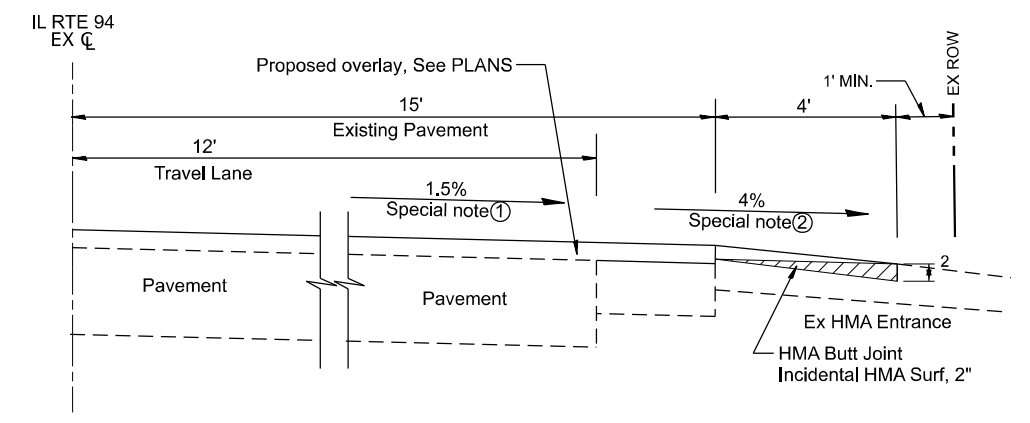 IL RTE 94
EX ℄
Proposed overlay, See PLANS
1' MIN.
EX ROW
15'
Existing Pavement
4'
12'
Travel Lane
1.5%
Special note①
4%
Special note②
2
Pavement
Pavement
Ex HMA Entrance
HMA Butt Joint
Incidental HMA Surf, 2"